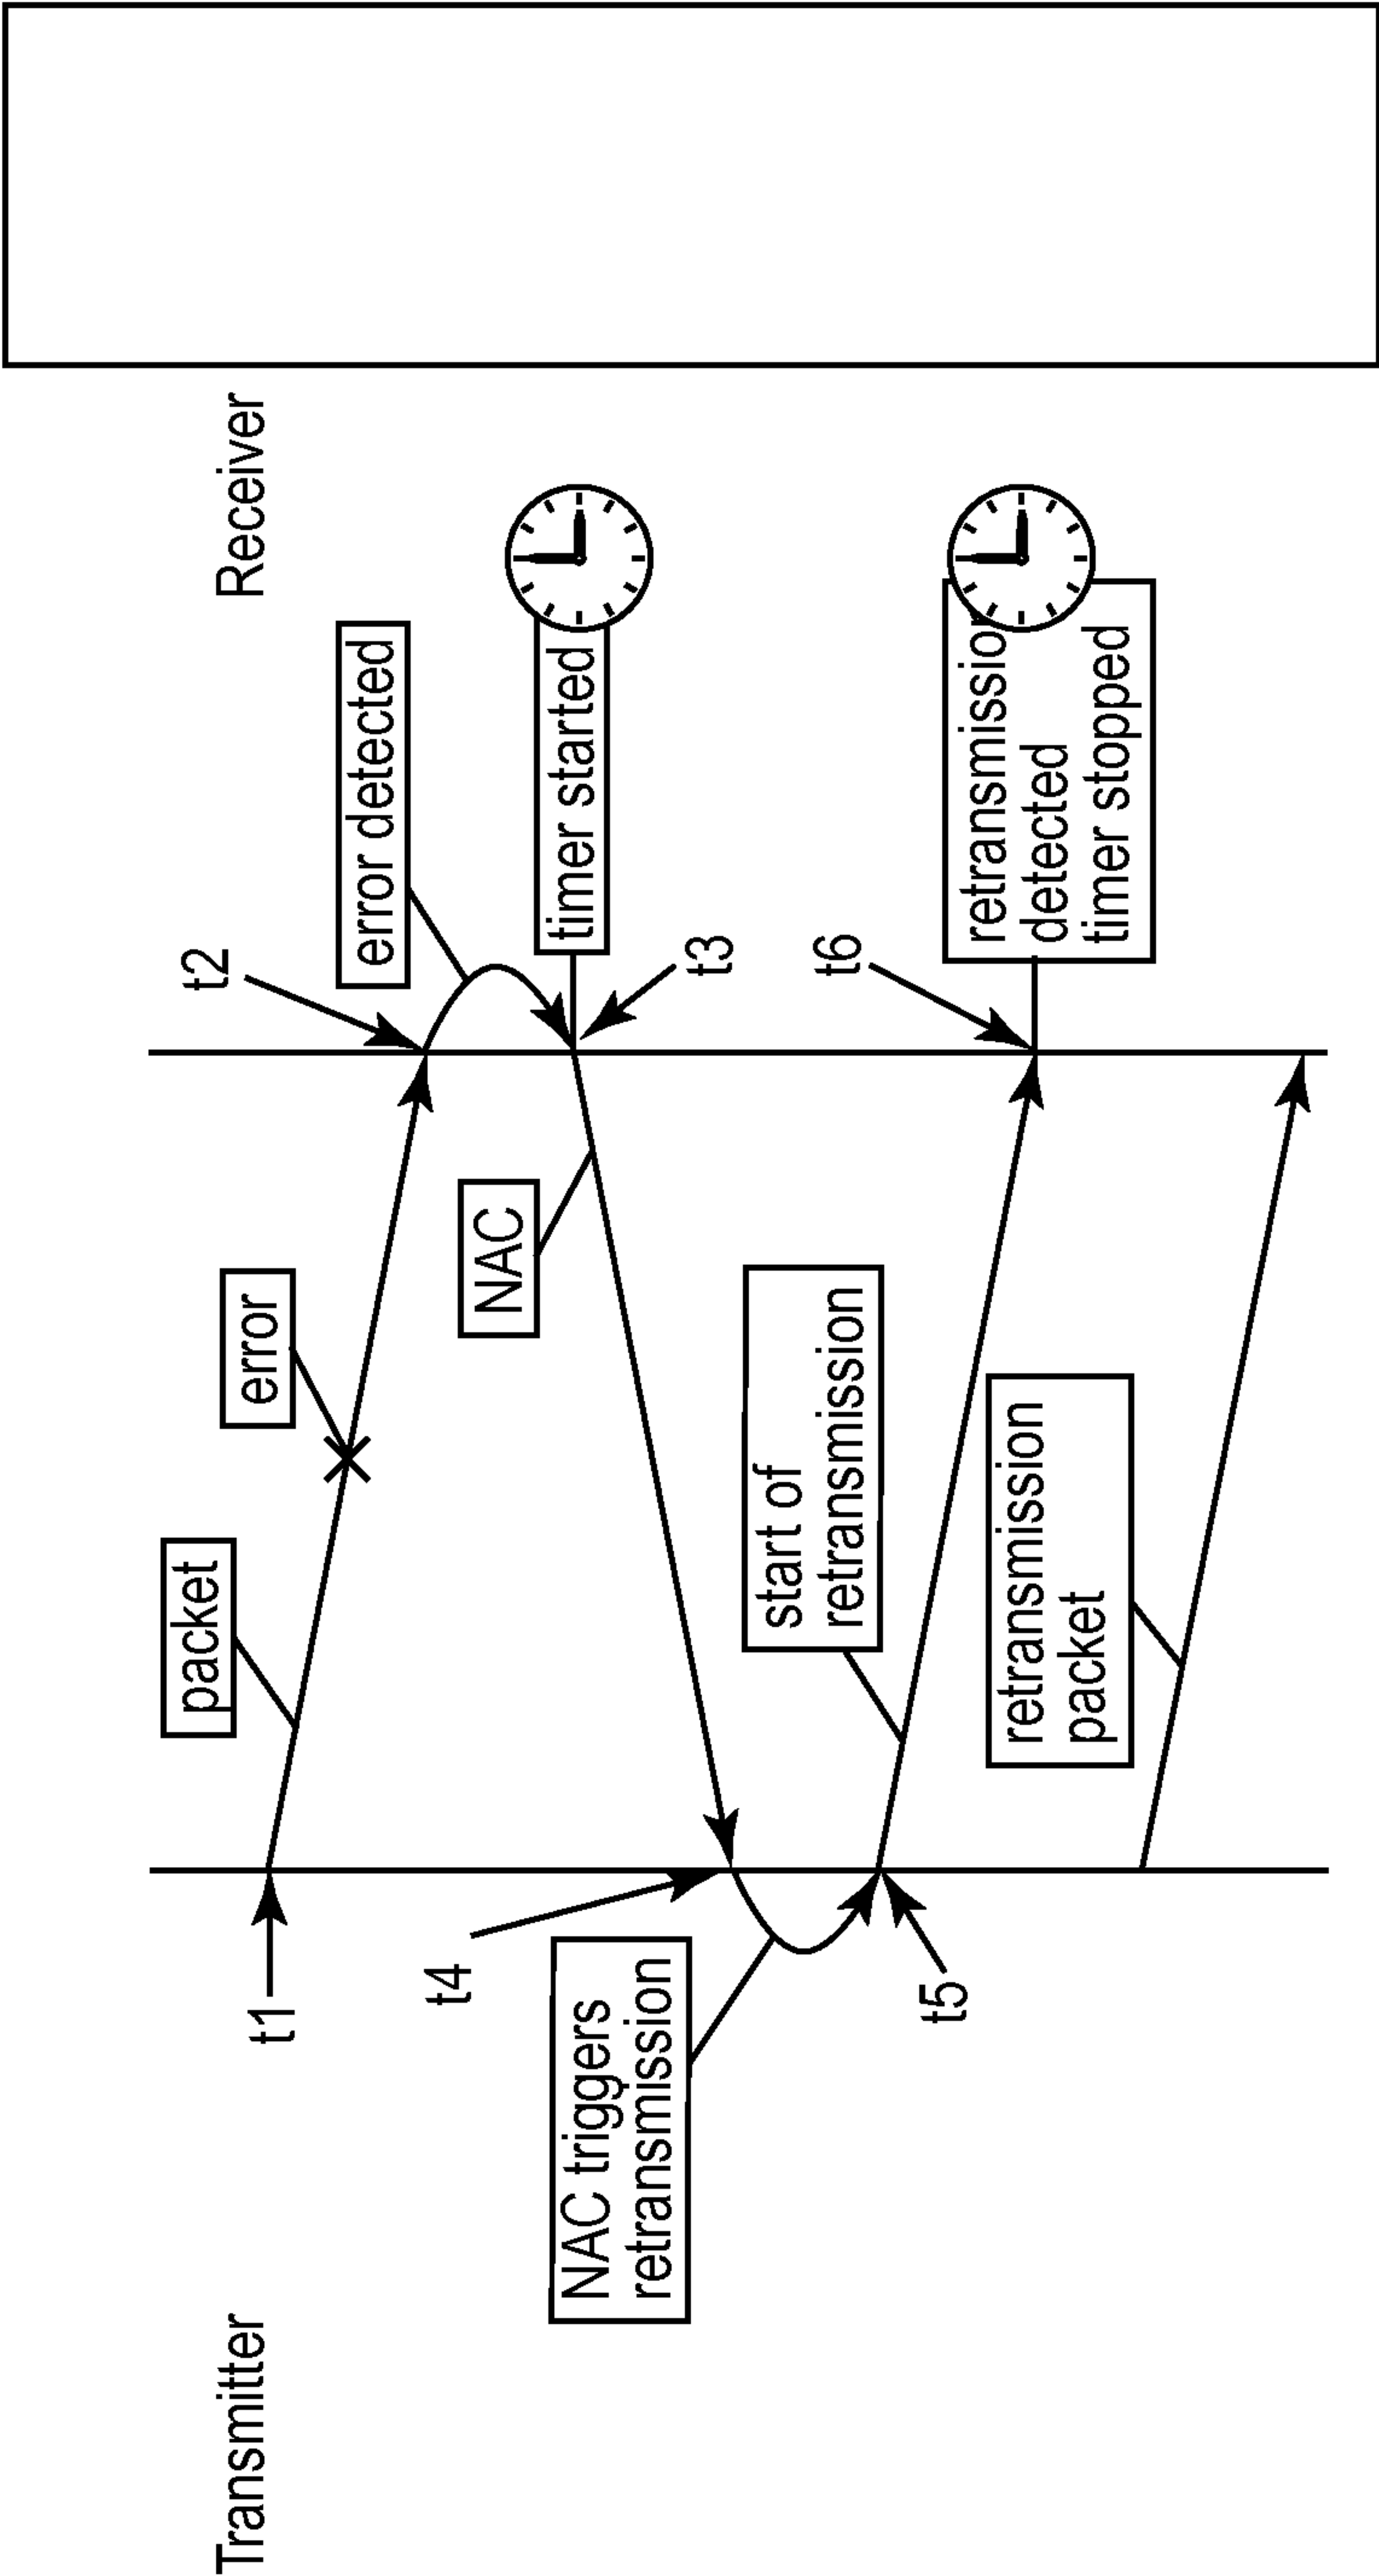 Transmitter
Receiver
t1
packet
error
t2
error detected
NAC
timer started
t3
t4
NAC triggers
retransmission
start of
retransmission
t5
t6
retransmission
detected
timer stopped
retransmission
packet